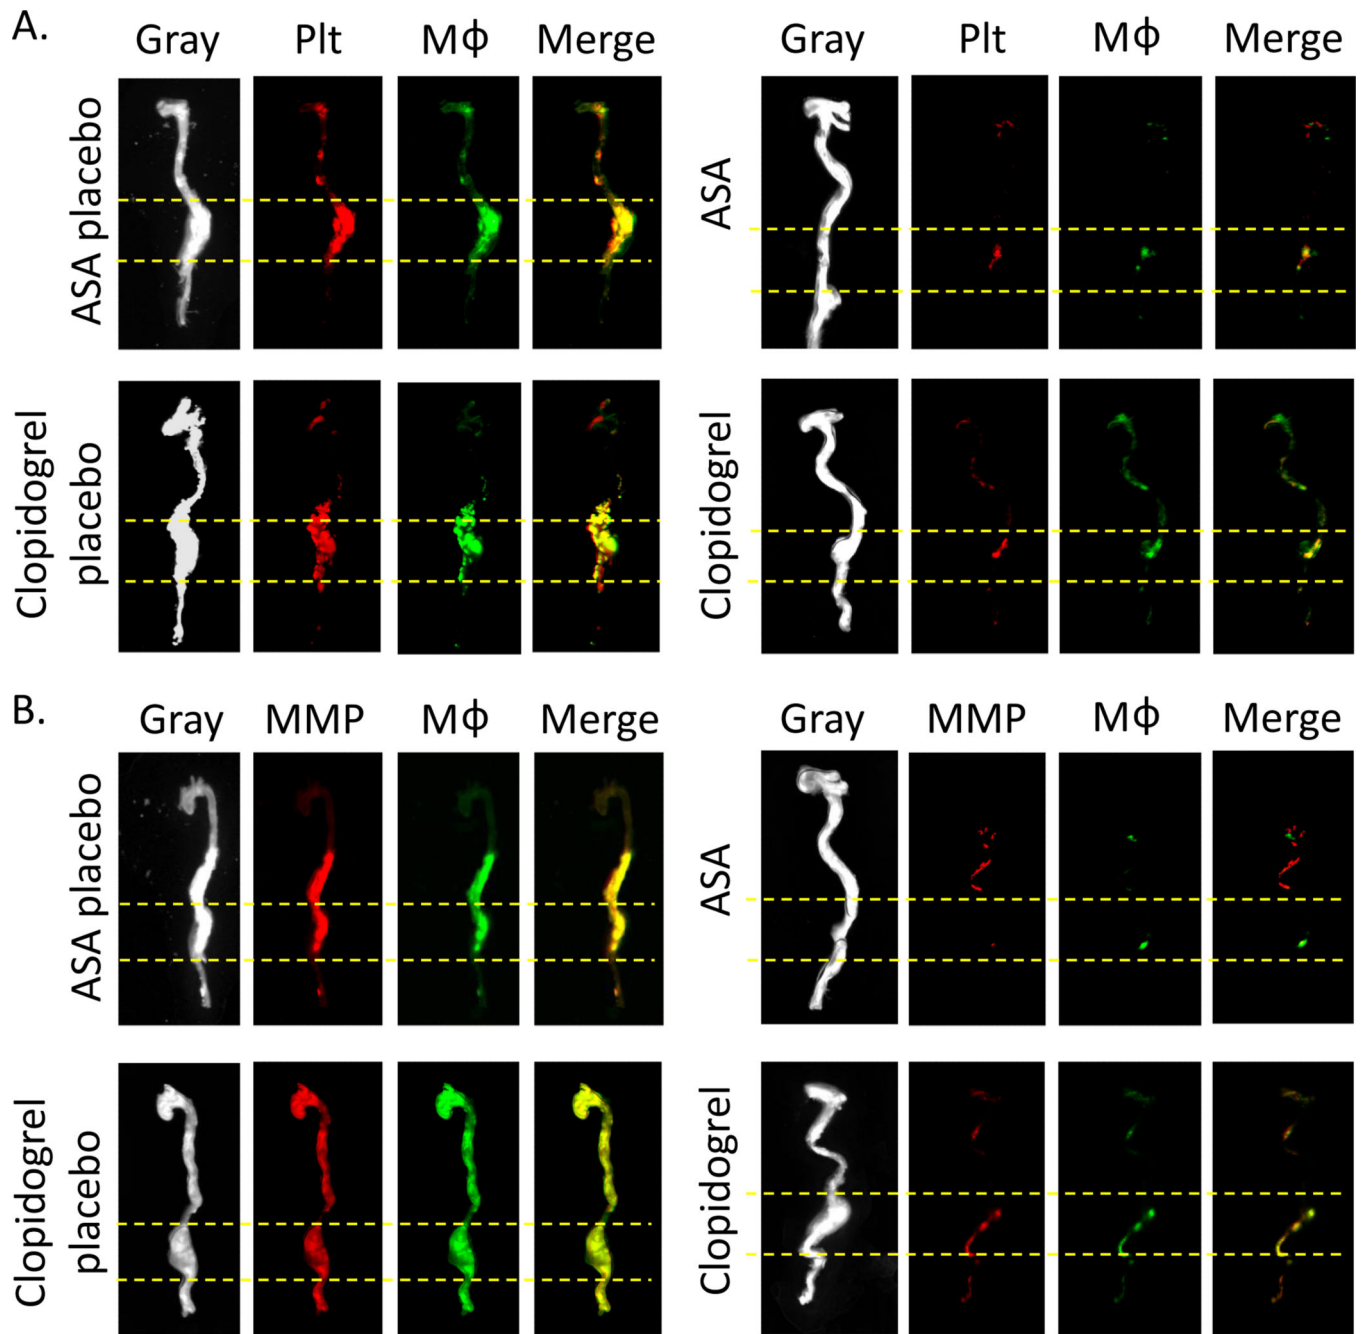 A.
Gray Plt Mϕ Merge
Gray Plt Mϕ Merge
ASA placebo
ASA
Clopidogrel
placebo
Clopidogrel
B.
Gray MMP Mϕ Merge
Gray MMP Mϕ Merge
ASA placebo
ASA
Clopidogrel
placebo
Clopidogrel